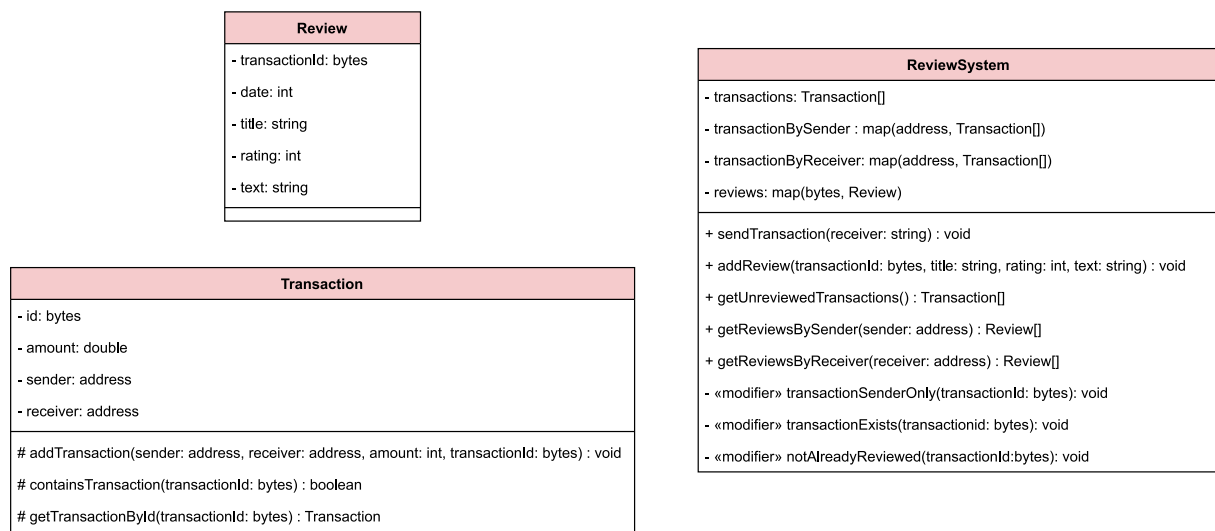 Review
- transactionId: bytes
- date: int
- title: string
- rating: int
- text: string
Transaction
- id: bytes
- amount: double
- sender: address
- receiver: address
# addTransaction(sender: address, receiver: address, amount: int, transactionId: bytes) : void
# containsTransaction(transactionId: bytes) : boolean
# getTransactionById(transactionId: bytes) : Transaction
ReviewSystem
- transactions: Transaction[]
- transactionBySender : map(address, Transaction[])
- transactionByReceiver: map(address, Transaction[])
- reviews: map(bytes, Review)
+ sendTransaction(receiver: string) : void
+ addReview(transactionId: bytes, title: string, rating: int, text: string) : void
+ getUnreviewedTransactions() : Transaction[]
+ getReviewsBySender(sender: address) : Review[]
+ getReviewsByReceiver(receiver: address) : Review[]
- «modifier» transactionSenderOnly(transactionId: bytes): void
- «modifier» transactionExists(transactionid: bytes): void
- «modifier» notAlreadyReviewed(transactionId:bytes): void